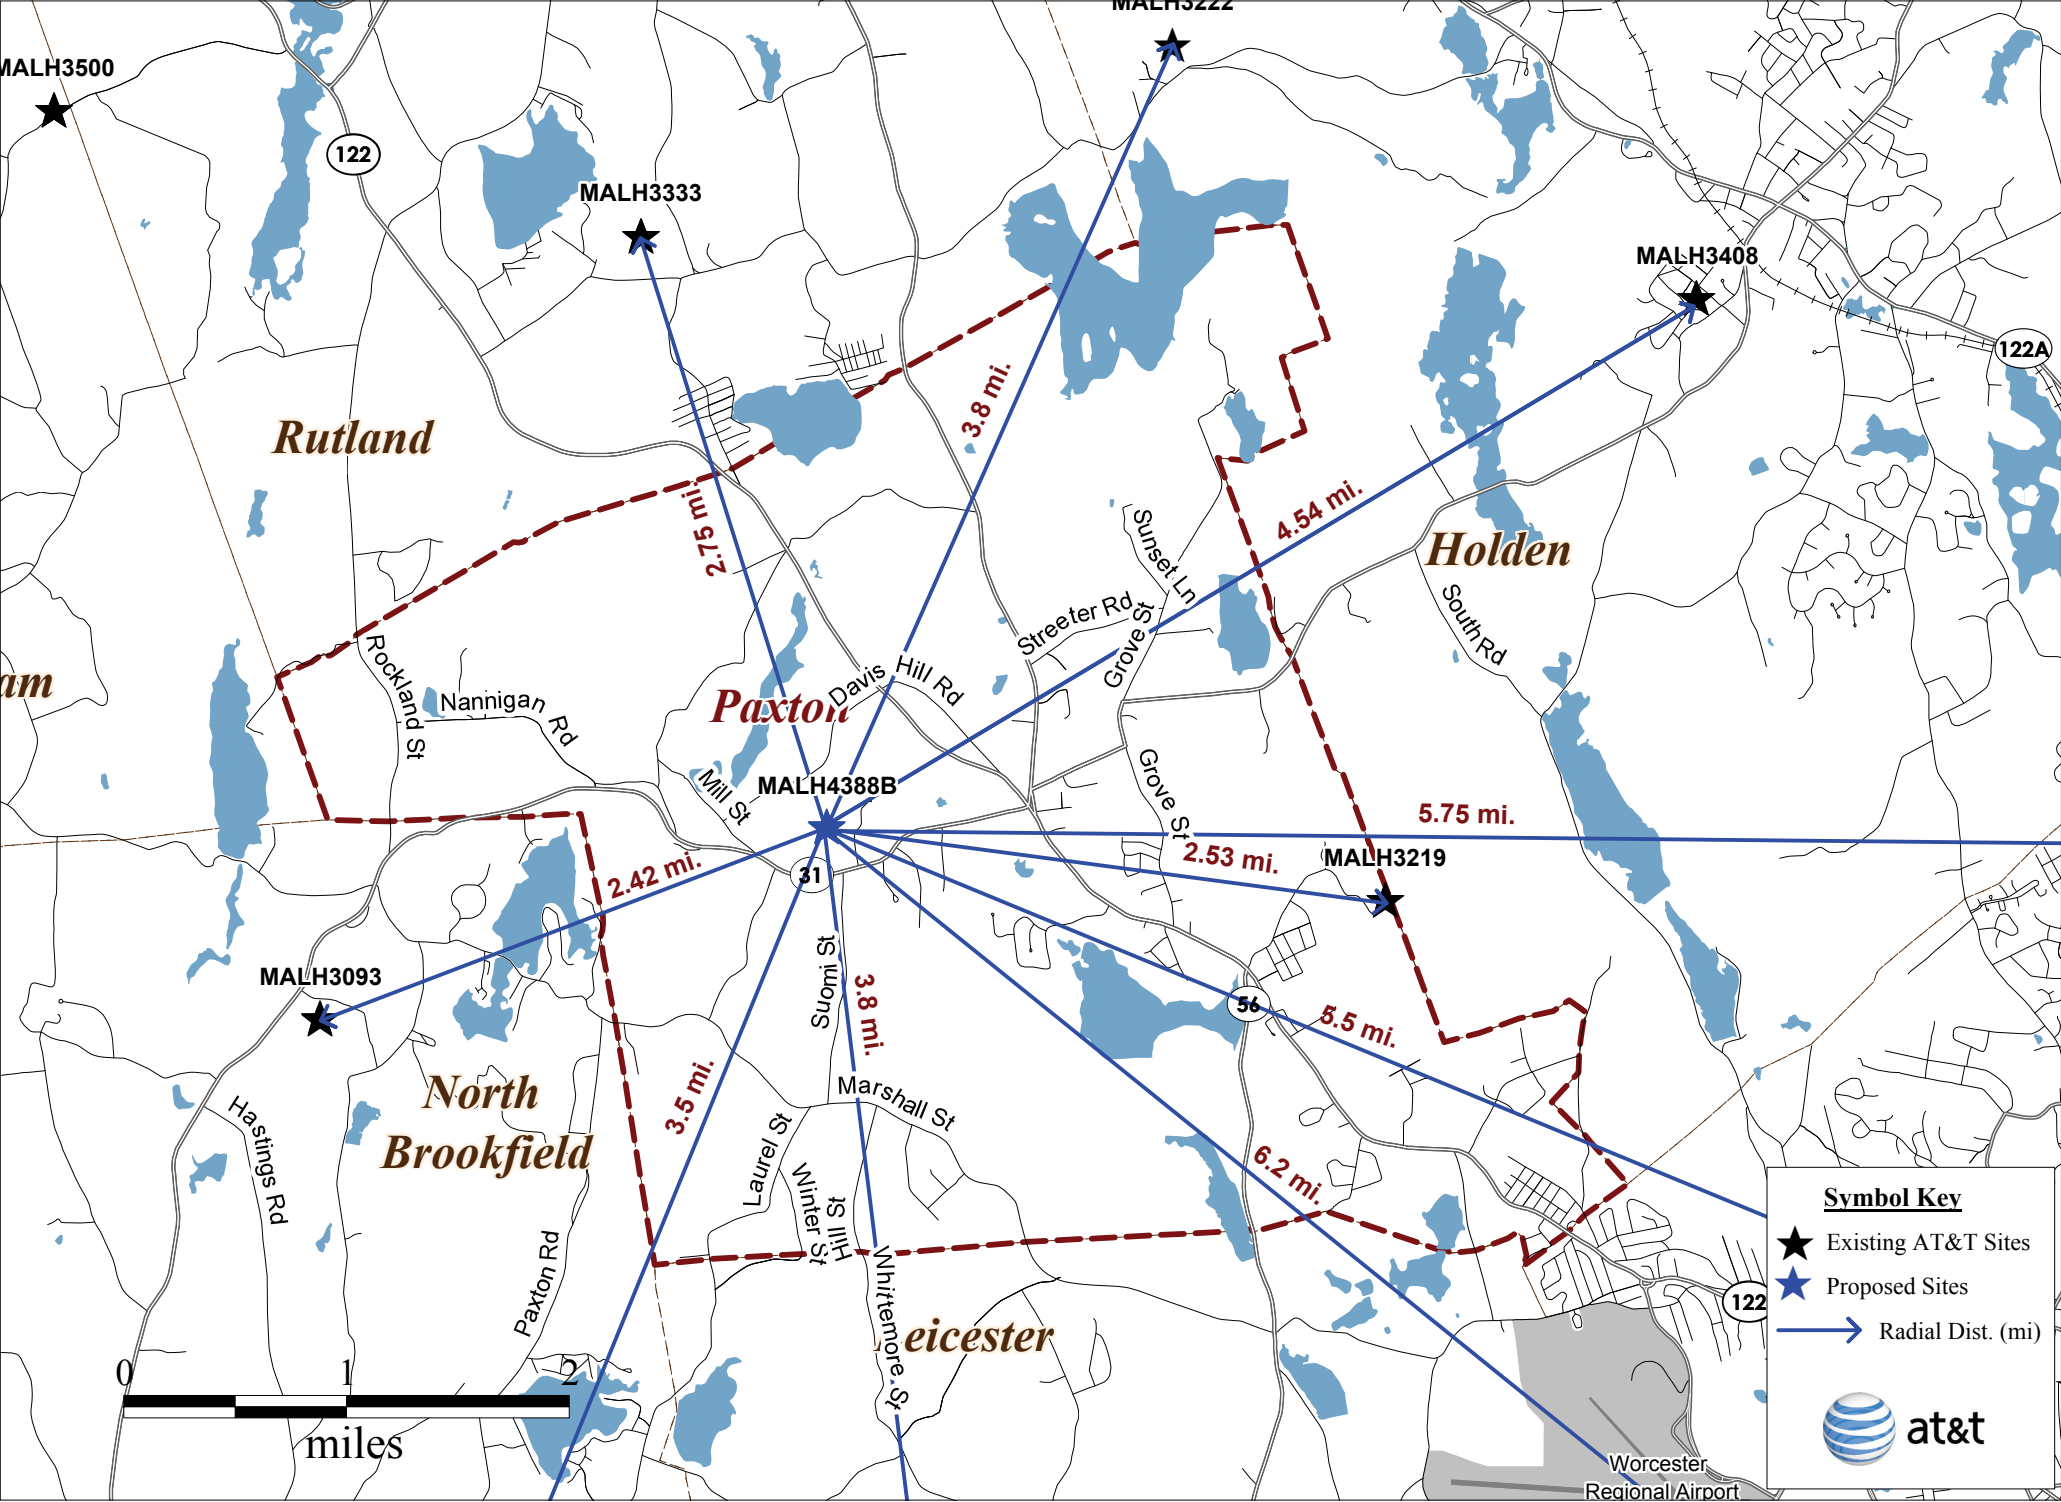 MALH3222
MALH3500
122
MALH3333
MALH3408
122A
Rutland
3.8 mi.
2.75 mi.
4.54 mi.
Sunset Ln
Holden
Streeter Rd
Grove St
South Rd
Rockland St
am
Nannigan Rd
Paxton
Davis Hill Rd
Mill St
MALH4388B
Grove St
5.75 mi.
2.53 mi.
MALH3219
2.42 mi.
31
MALH3093
Suomi St
3.8 mi.
56
5.5 mi.
3.5 mi.
Marshall St
North
Brookfield
Hastings Rd
Laurel St
Winter St
Hill St
6.2 mi.
Paxton Rd
Whittemore St
eicester
122
0 1 2
miles
Worcester
Regional Airport
Symbol Key
Existing AT&T Sites
Proposed Sites
Radial Dist. (mi)
at&t